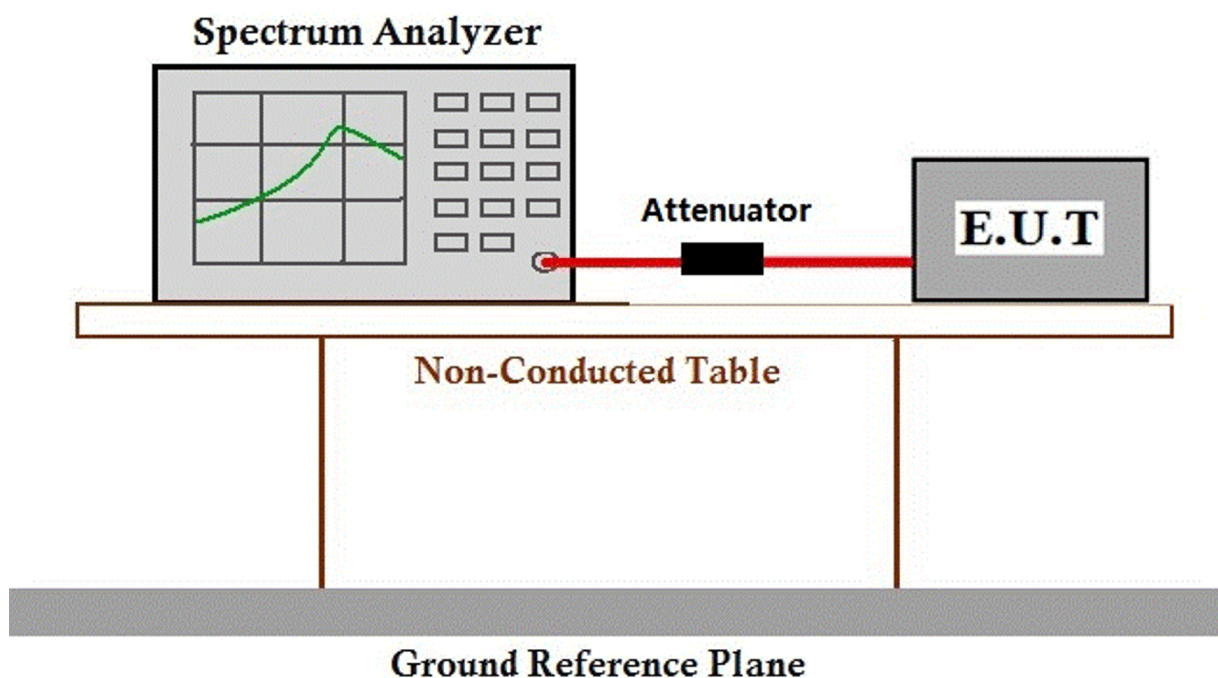 Spectrum Analyzer
Attenuator
E.U.T
Non-Conducted Table
Ground Reference Plane